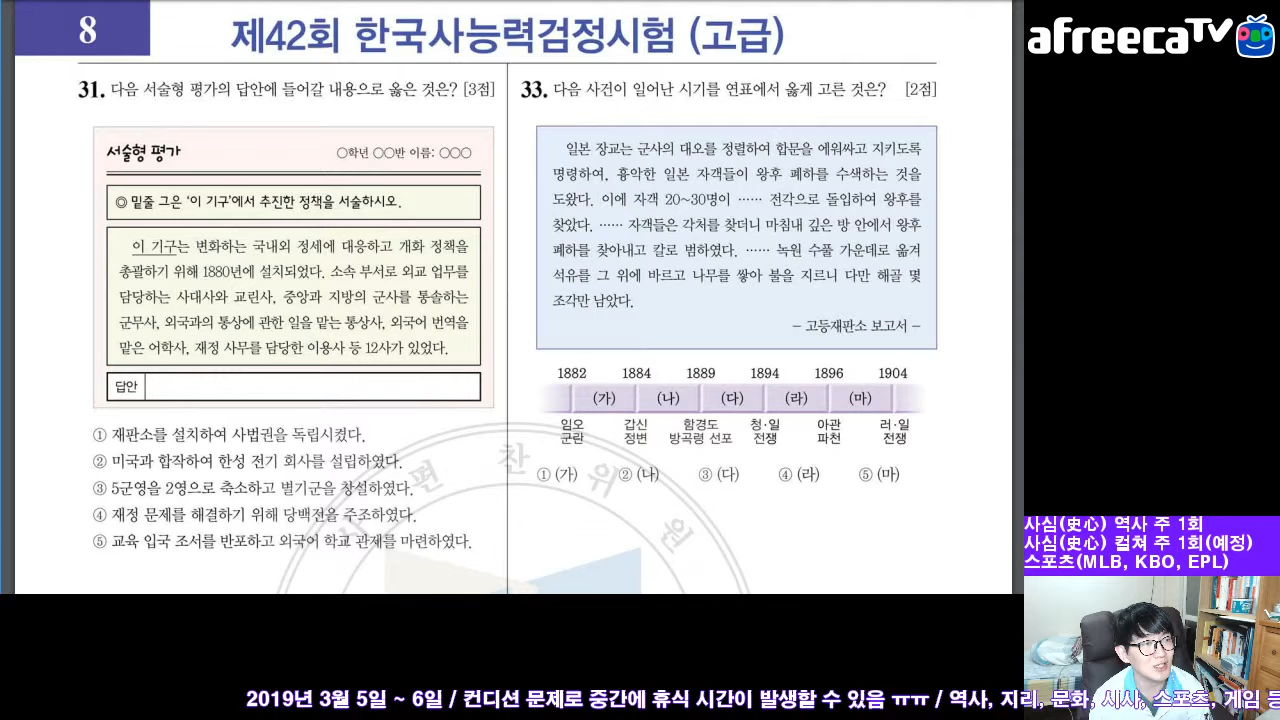 8
제42회 한국사능력검정시험 (고급)
31. 다음 서술형 평가의 답안에 들어갈 내용으로 옳은 것은? [3점]
서술형 평가
○학년 ○○반 이름: ○○○
◎ 밑줄 그은 '이 기구'에서 추진한 정책을 서술하시오.
이 기구는 변화하는 국내외 정세에 대응하고 개화 정책을
총괄하기 위해 1880년에 설치되었다. 소속 부서로 외교 업무를
담당하는 사대사와 교린사, 중앙과 지방의 군사를 통솔하는
군무사, 외국과의 통상에 관한 일을 맡는 통상사, 외국어 번역을
맡은 어학사, 재정 사무를 담당한 이용사 등 12사가 있었다.
답안
① 재판소를 설치하여 사법권을 독립시켰다.
② 미국과 합작하여 한성 전기 회사를 설립하였다.
③ 5군영을 2영으로 축소하고 별기군을 창설하였다.
④ 재정 문제를 해결하기 위해 당백전을 주조하였다.
⑤ 교육 입국 조서를 반포하고 외국어 학교 관제를 마련하였다.
33. 다음 사건이 일어난 시기를 연표에서 옳게 고른 것은? [2점]
일본 장교는 군사의 대오를 정렬하여 합문을 에워싸고 지키도록
명령하여, 흉악한 일본 자객들이 왕후 폐하를 수색하는 것을
도왔다. 이에 자객 20~30명이 …… 전각으로 돌입하여 왕후를
찾았다. …… 자객들은 각처를 찾더니 마침내 깊은 방 안에서 왕후
폐하를 찾아내고 칼로 범하였다. …… 녹원 수풀 가운데로 옮겨
석유를 그 위에 바르고 나무를 쌓아 불을 지르니 다만 해골 몇
조각만 남았다.
- 고등재판소 보고서 -
1882 1884 1889 1894 1896 1904
(가) (나) (다) (라) (마)
임오 갑신 함경도 청·일 아관 러·일
군란 정변 방곡령 선포 전쟁 파천 전쟁
① (가) ② (나) ③ (다) ④ (라) ⑤ (마)
편 찬 위 원
afreecaTV
사심(史心) 역사 주 1회
사심(史心) 컬쳐 주 1회(예정)
스포츠(MLB, KBO, EPL)
2019년 3월 5일 ~ 6일 / 컨디션 문제로 중간에 휴식 시간이 발생할 수 있음 ㅠㅠ / 역사, 지리, 문화, 시사, 스포츠, 게임 등